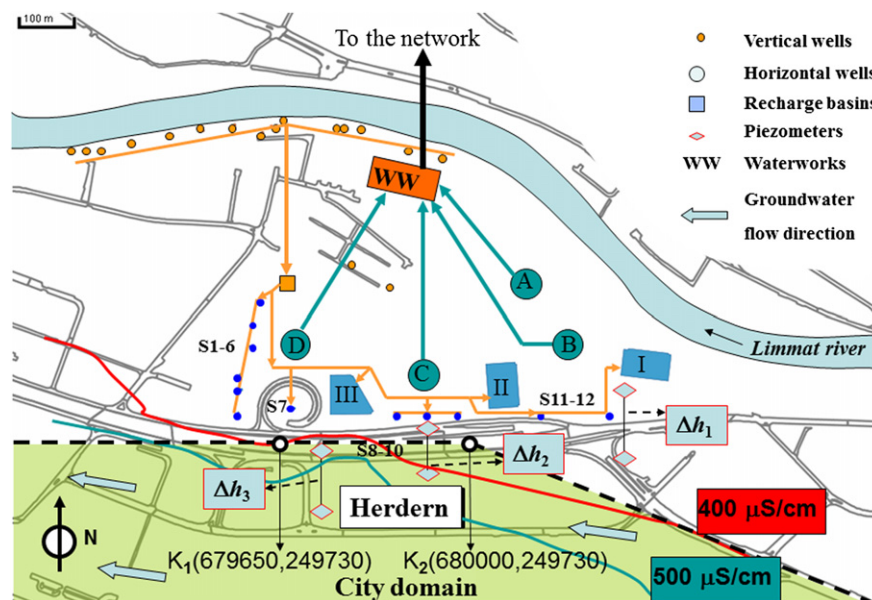 100 m
To the network
Vertical wells
Horizontal wells
Recharge basins
Piezometers
WW Waterworks
Groundwater
flow direction
WW
A
B
C
D
Limmat river
S1-6
S7
III
II
I
S11-12
S8-10
Δh1
Δh2
Δh3
Herdern
400 µS/cm
500 µS/cm
N
K1(679650,249730)
K2(680000,249730)
City domain